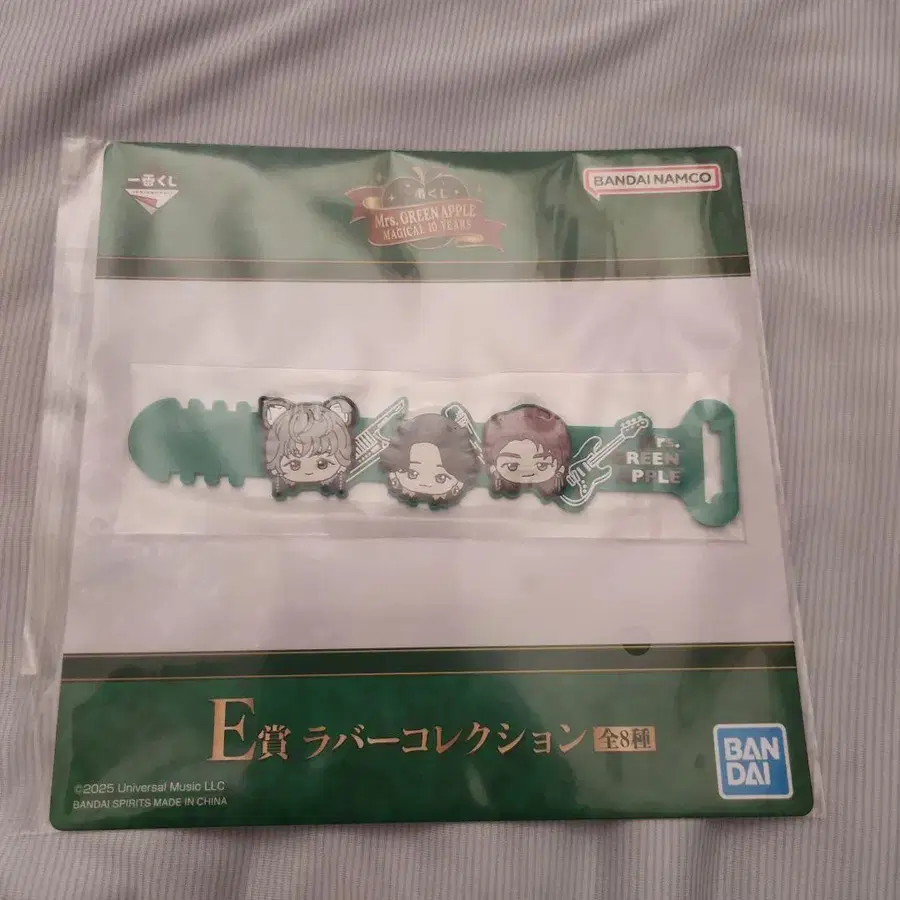 一番くじ
一番くじ
Mrs. GREEN APPLE
MAGICAL 10 YEARS
BANDAI NAMCO
Mrs.
GREEN
APPLE
E賞 ラバーコレクション 全8種
©2025 Universal Music LLC
BANDAI SPIRITS MADE IN CHINA
BAN
DAI